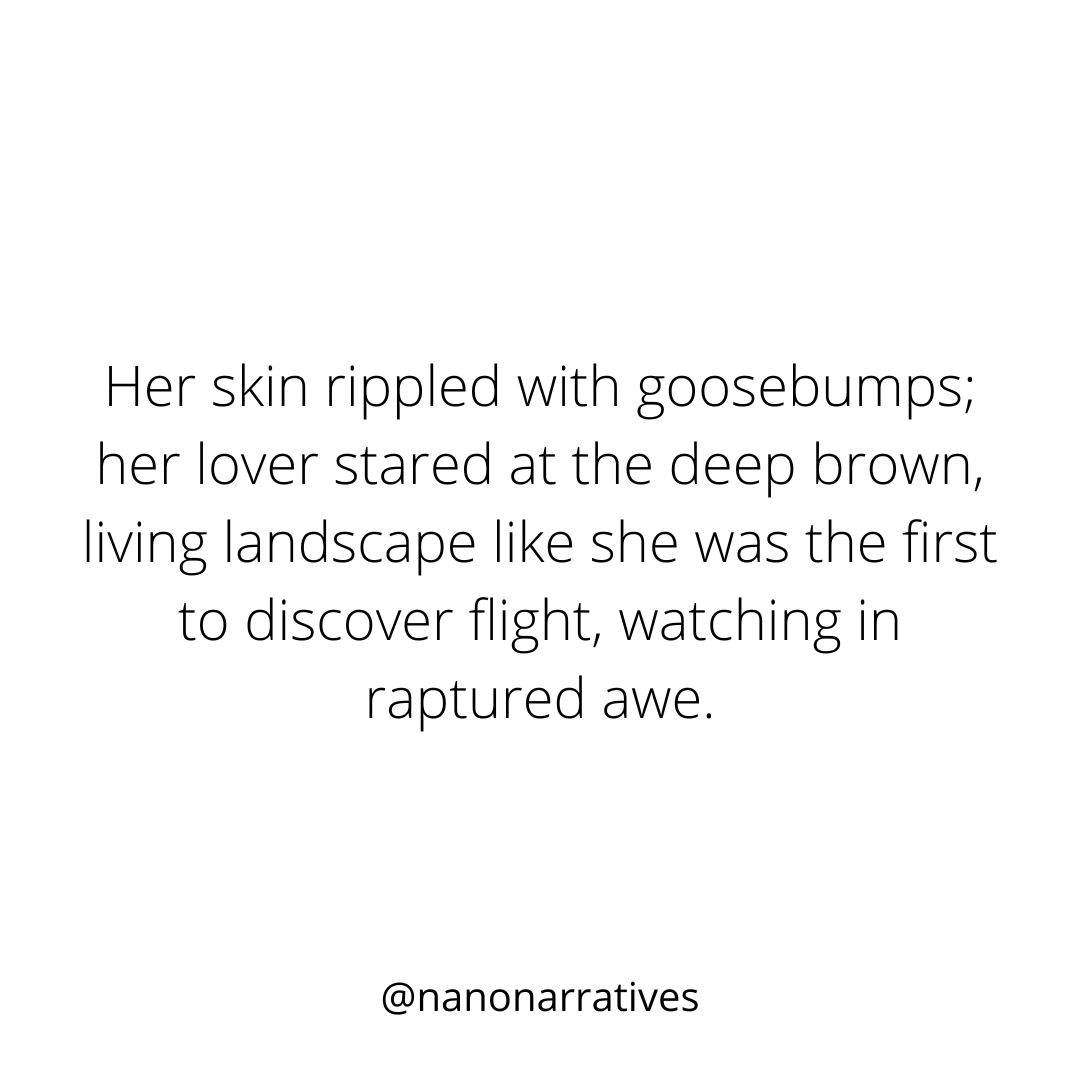 Her skin rippled with goosebumps;
her lover stared at the deep brown,
living landscape like she was the first
to discover flight, watching in
raptured awe.
@nanonarratives